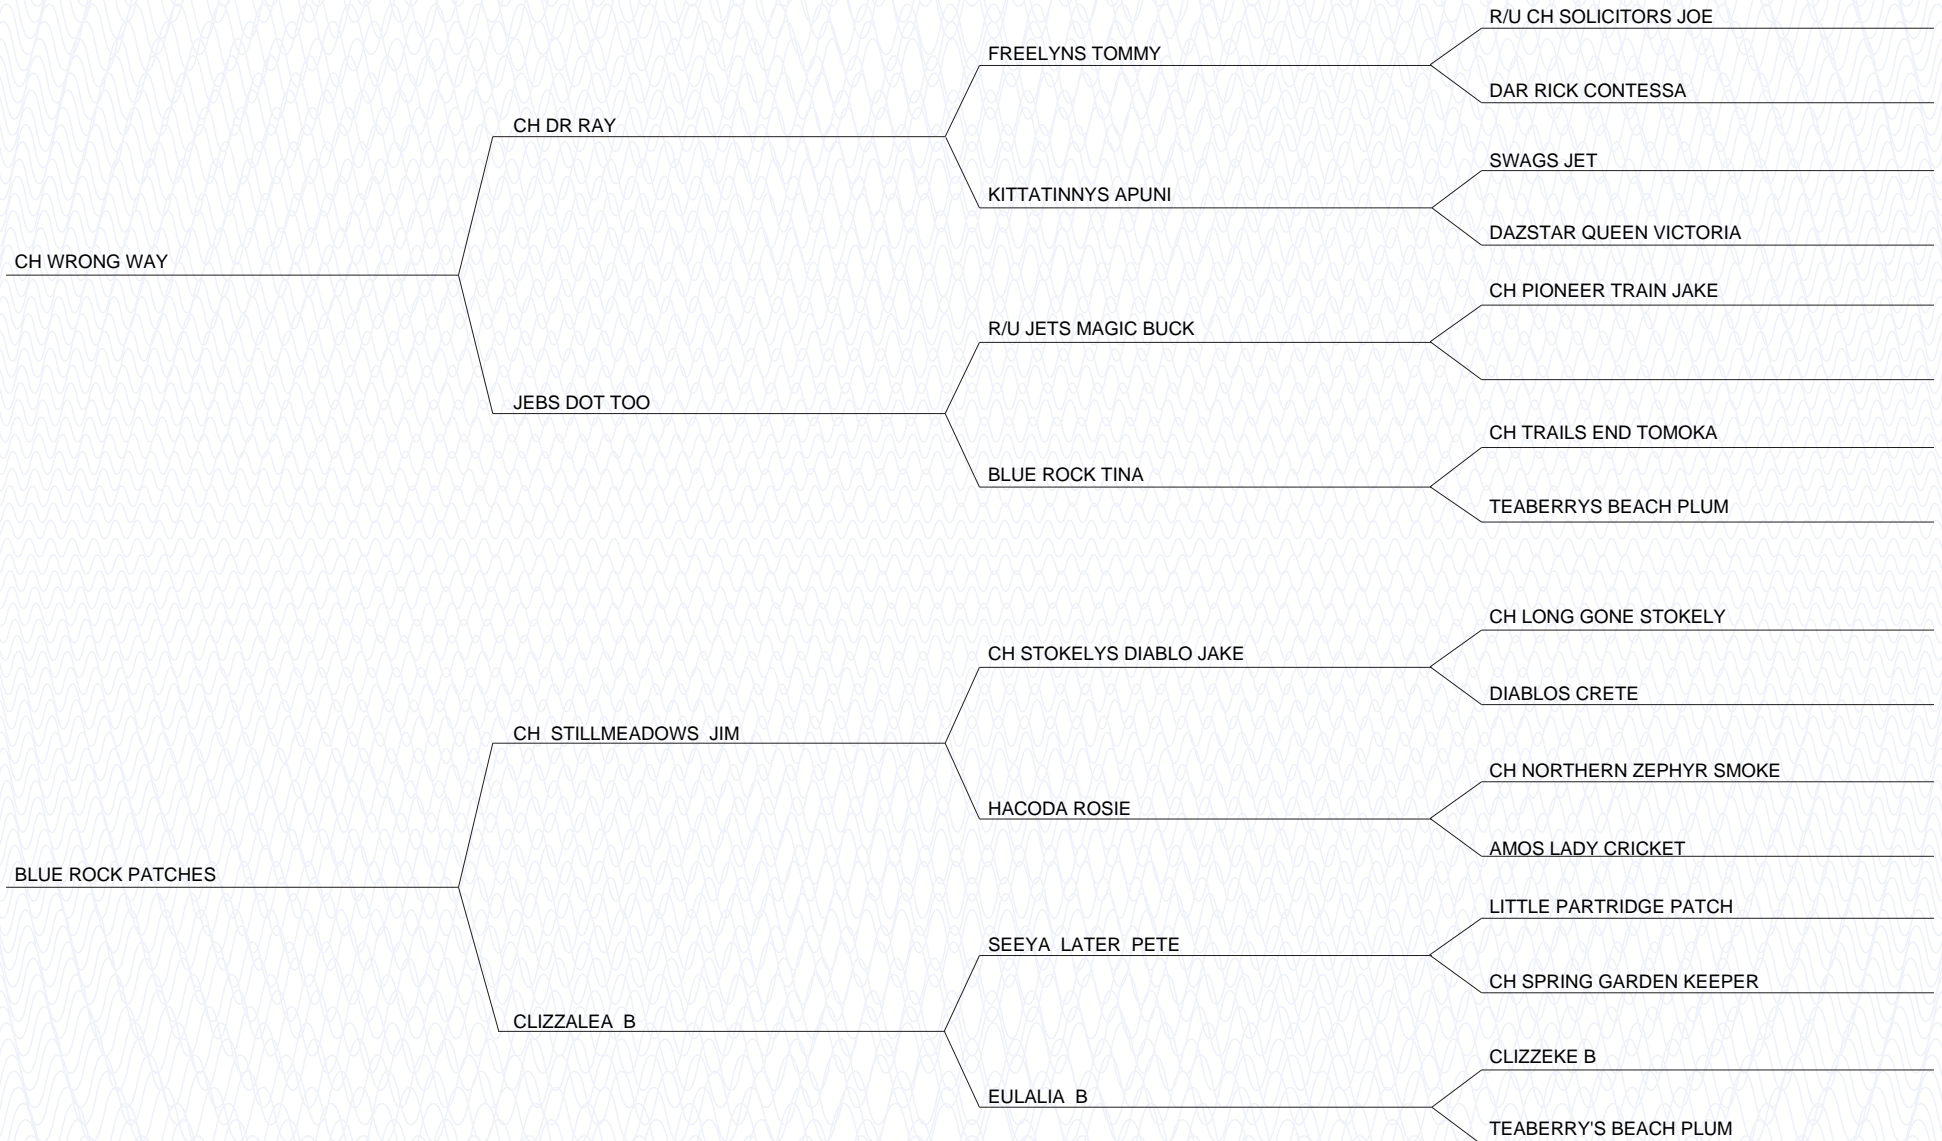 R/U CH SOLICITORS JOE
FREELYNS TOMMY
DAR RICK CONTESSA
CH DR RAY
SWAGS JET
KITTATINNYS APUNI
DAZSTAR QUEEN VICTORIA
CH WRONG WAY
CH PIONEER TRAIN JAKE
R/U JETS MAGIC BUCK
JEBS DOT TOO
CH TRAILS END TOMOKA
BLUE ROCK TINA
TEABERRYS BEACH PLUM
CH LONG GONE STOKELY
CH STOKELYS DIABLO JAKE
DIABLOS CRETE
CH  STILLMEADOWS  JIM
CH NORTHERN ZEPHYR SMOKE
HACODA ROSIE
AMOS LADY CRICKET
BLUE ROCK PATCHES
LITTLE PARTRIDGE PATCH
SEEYA  LATER  PETE
CH SPRING GARDEN KEEPER
CLIZZALEA  B
CLIZZEKE B
EULALIA  B
TEABERRY'S BEACH PLUM